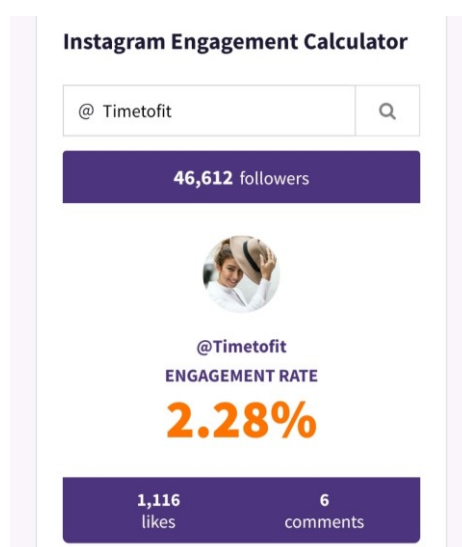 Instagram Engagement Calculator
@ Timetofit
46,612 followers
@Timetofit
ENGAGEMENT RATE
2.28%
1,116 6
likes comments